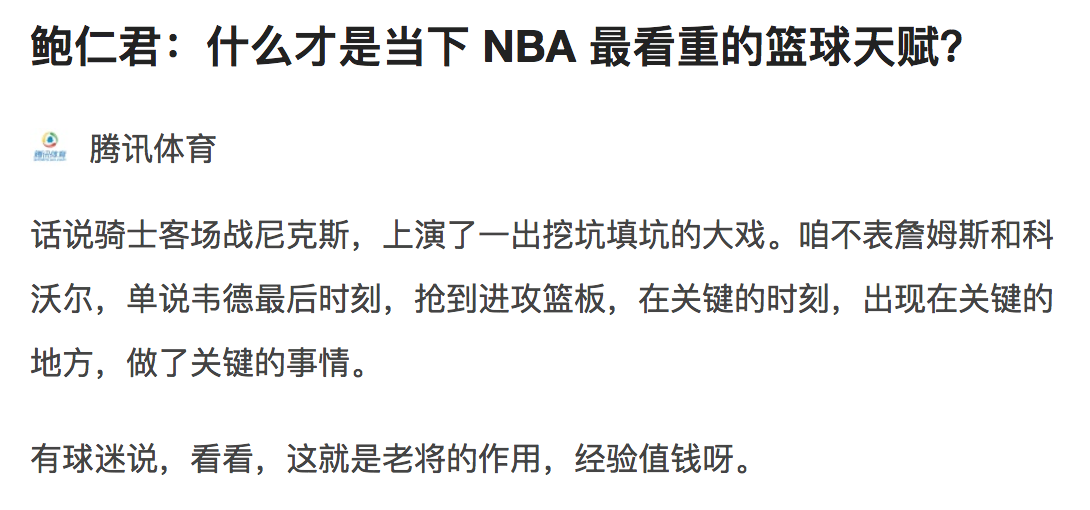 鲍仁君：什么才是当下 NBA 最看重的篮球天赋？
腾讯体育
腾讯体育
话说骑士客场战尼克斯，上演了一出挖坑填坑的大戏。咱不表詹姆斯和科
沃尔，单说韦德最后时刻，抢到进攻篮板，在关键的时刻，出现在关键的
地方，做了关键的事情。
有球迷说，看看，这就是老将的作用，经验值钱呀。